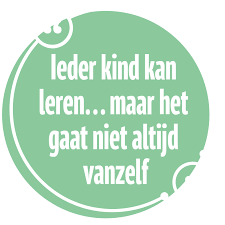 Ieder kind kan
leren... maar het
gaat niet altijd
vanzelf